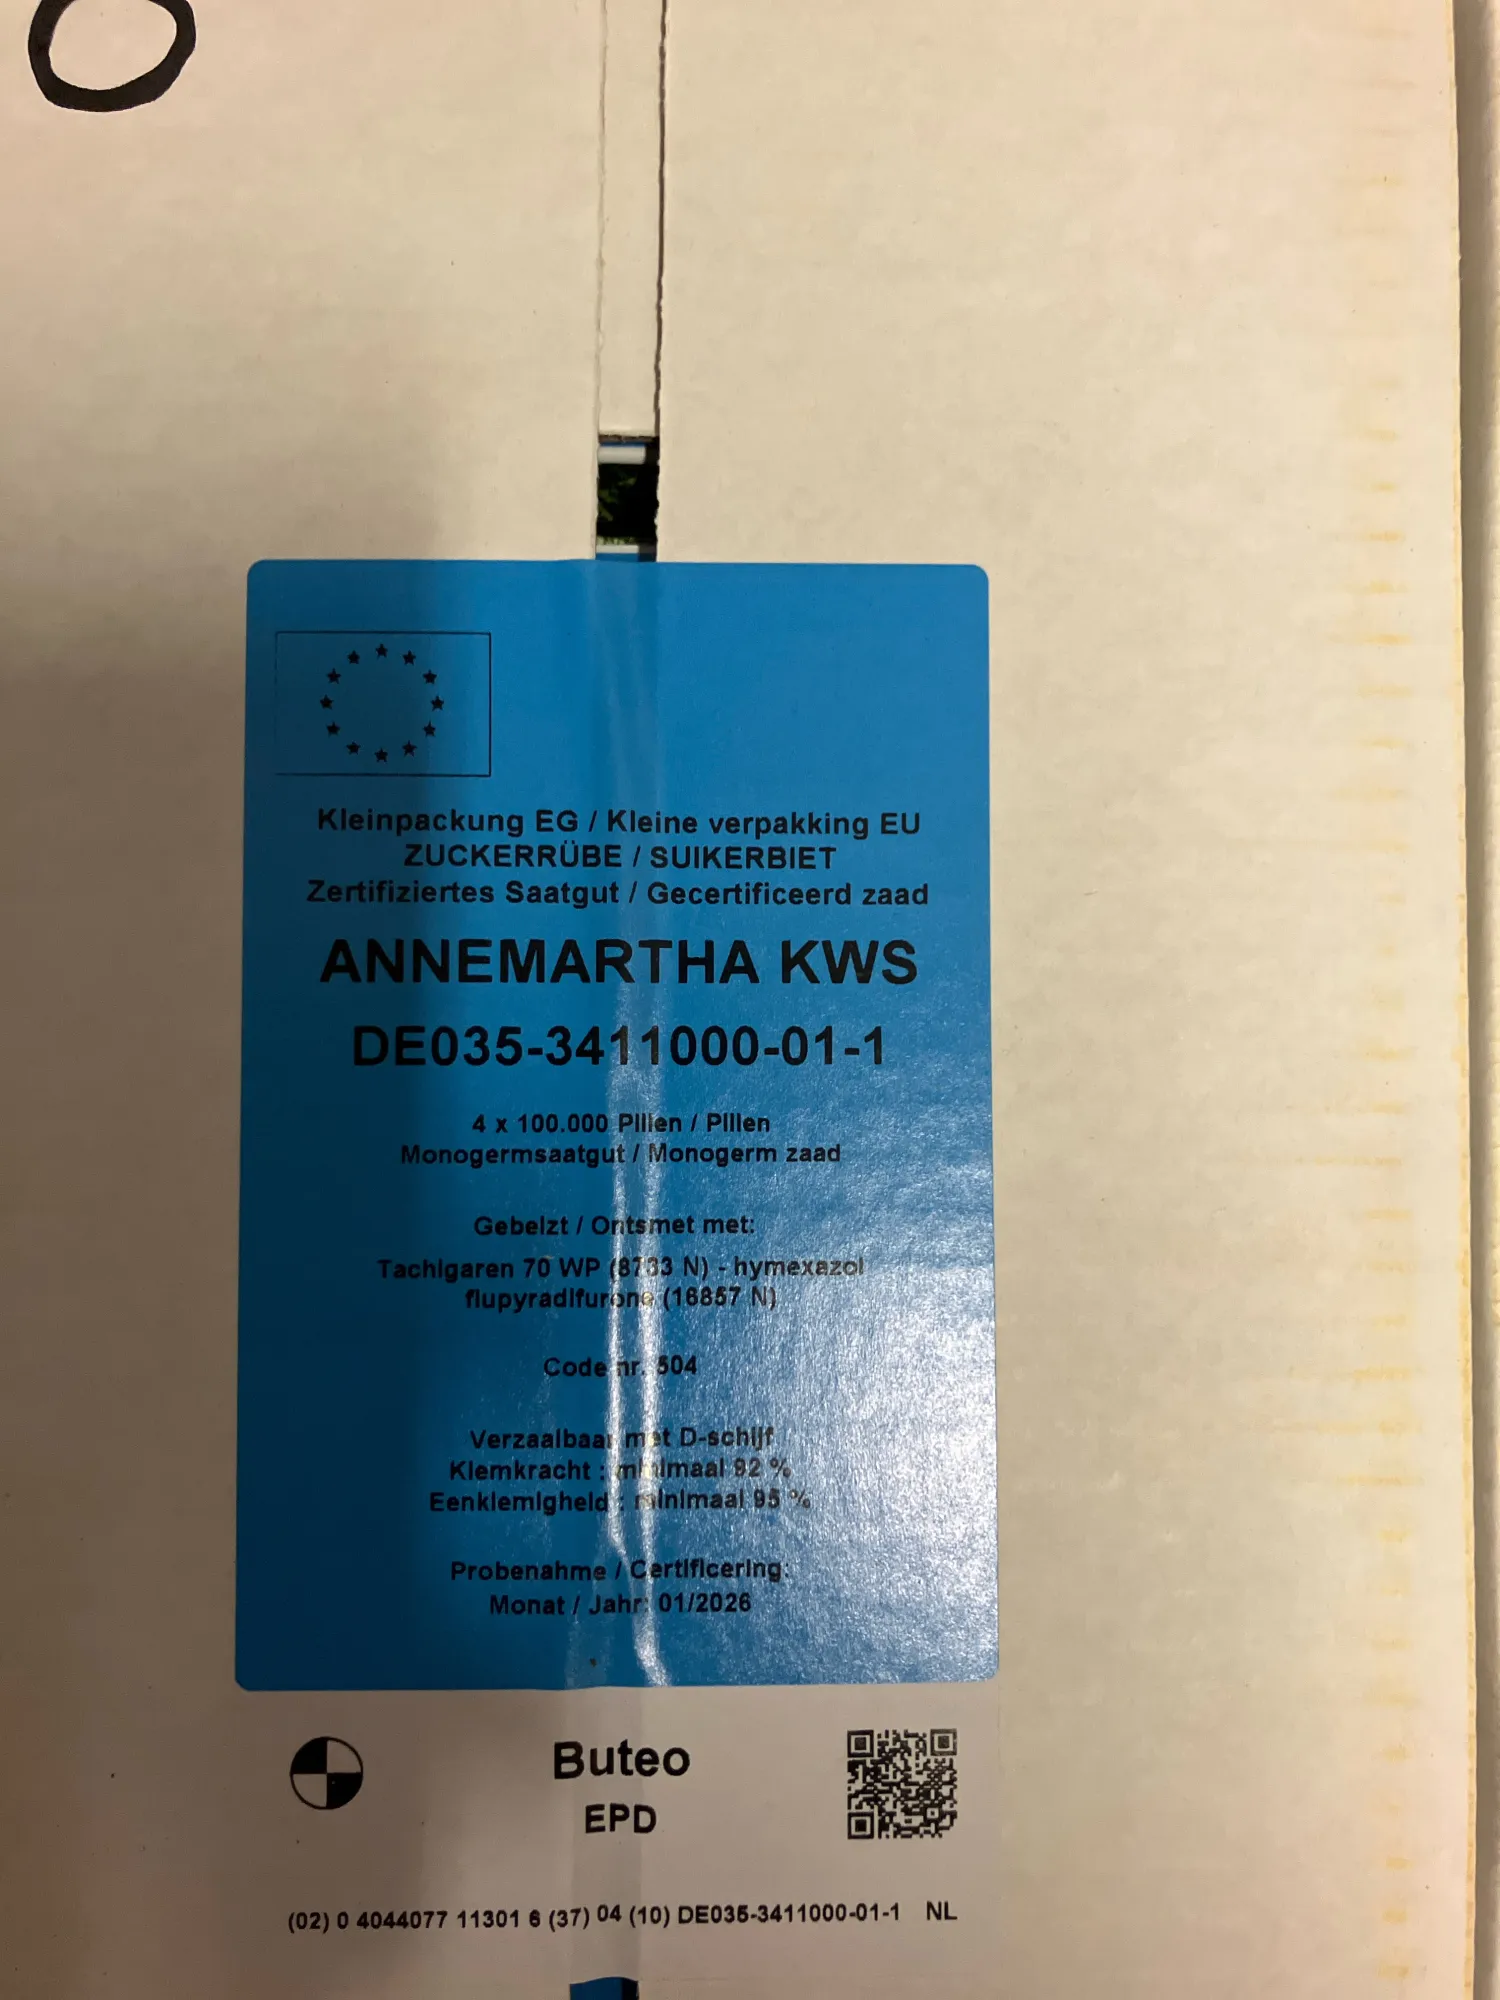 O
Kleinpackung EG / Kleine verpakking EU
ZUCKERRÜBE / SUIKERBIET
Zertifiziertes Saatgut / Gecertificeerd zaad
ANNEMARTHA KWS
DE035-3411000-01-1
4 x 100.000 Pillen / Pillen
Monogermsaatgut / Monogerm zaad
Gebeizt / Ontsmet met:
Tachigaren 70 WP (8733 N) - hymexazol
flupyradifurone (16857 N)
Code nr. 504
Verzaaibaar met D-schijf
Kiemkracht : minimaal 92 %
Eenkiemigheid : minimaal 95 %
Probenahme / Certificering:
Monat / Jahr: 01/2026
Buteo
EPD
(02) 0 4044077 11301 6 (37) 04 (10) DE035-3411000-01-1 NL